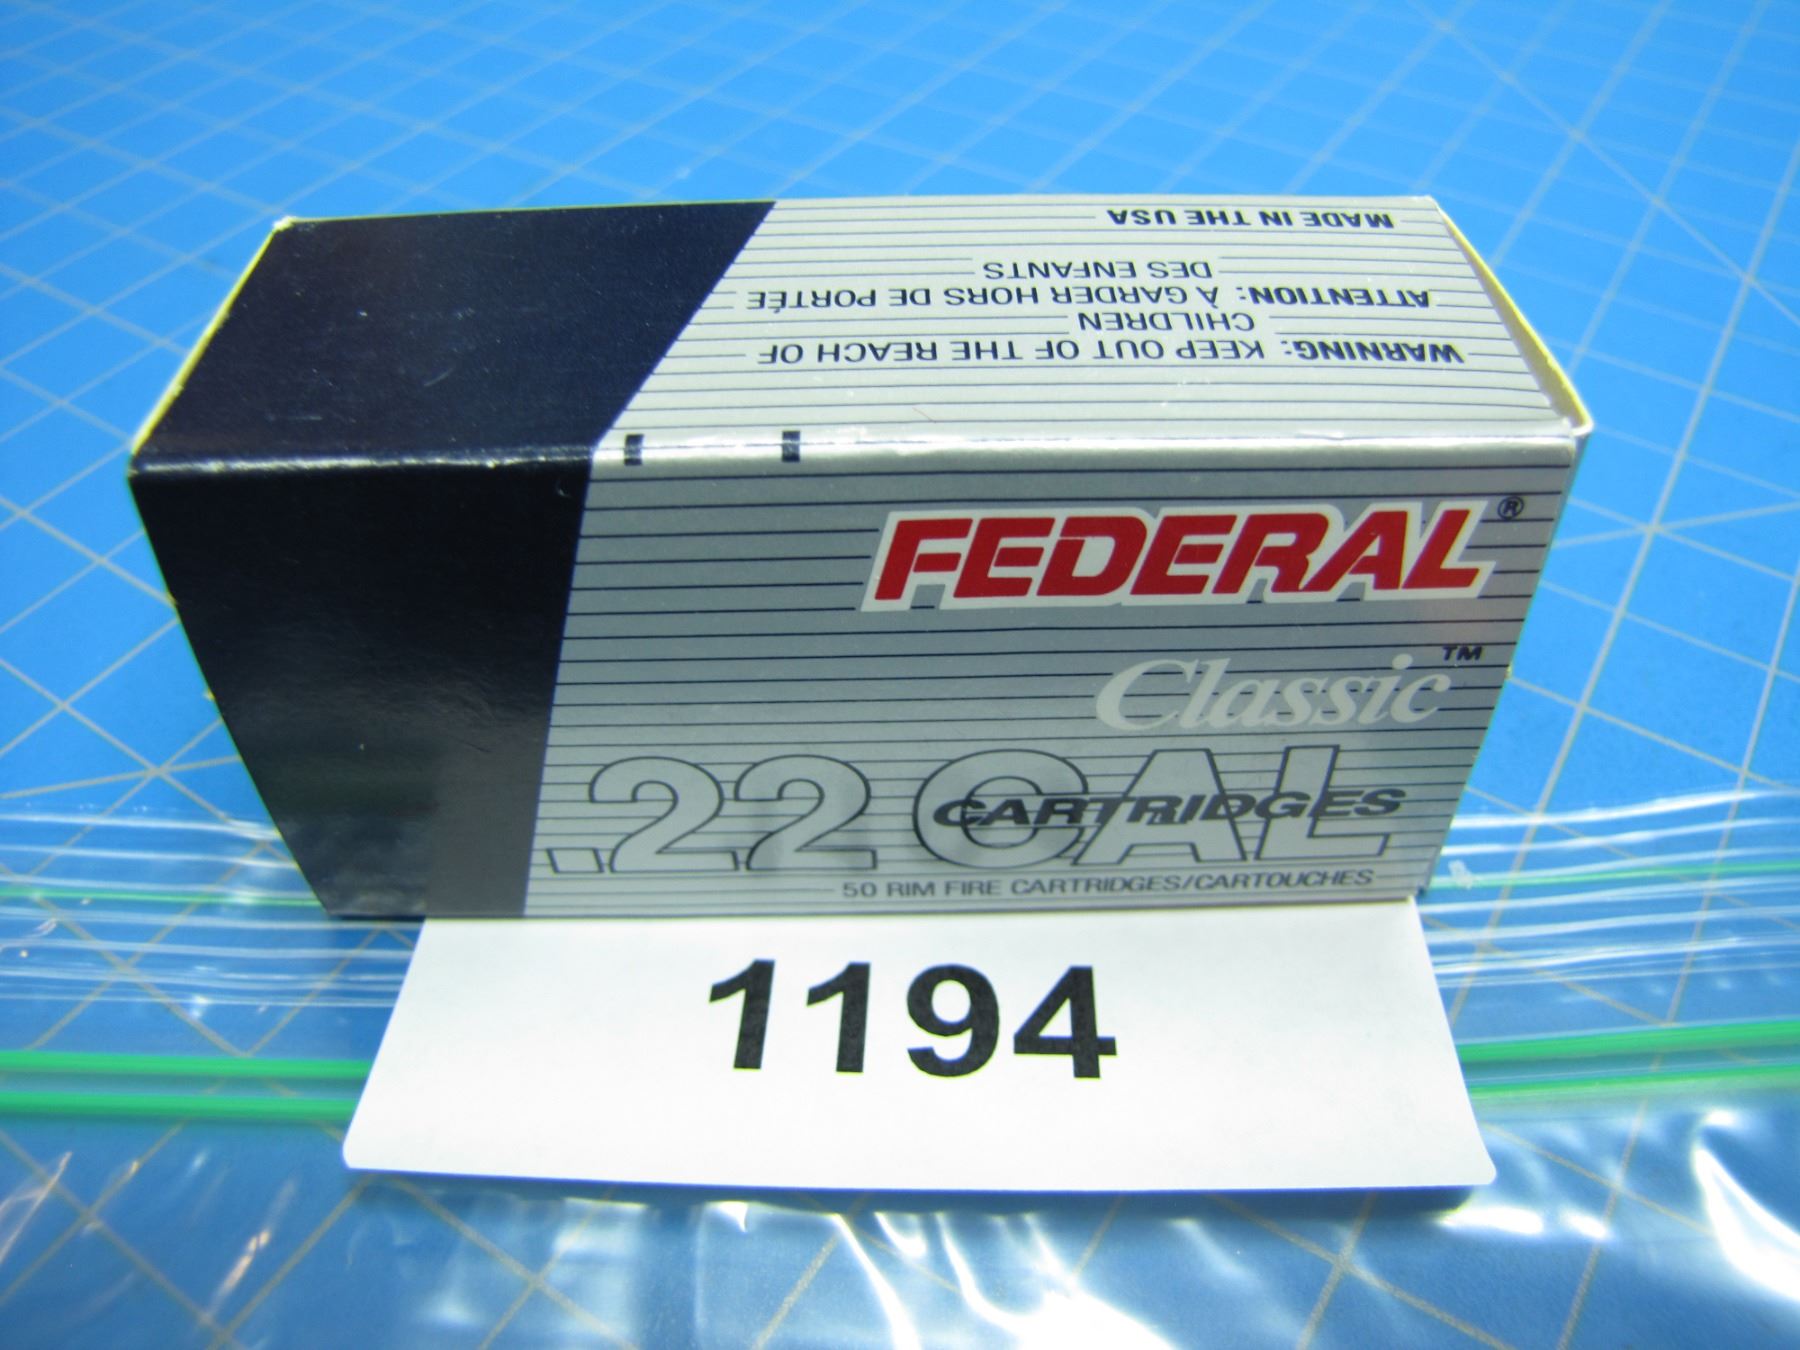 WARNING: KEEP OUT OF THE REACH OF
CHILDREN
ATTENTION: À GARDER HORS DE PORTÉE
DES ENFANTS
MADE IN THE USA
FEDERAL®
Classic™
.22 CAL
CARTRIDGES
50 RIM FIRE CARTRIDGES/CARTOUCHES
1194